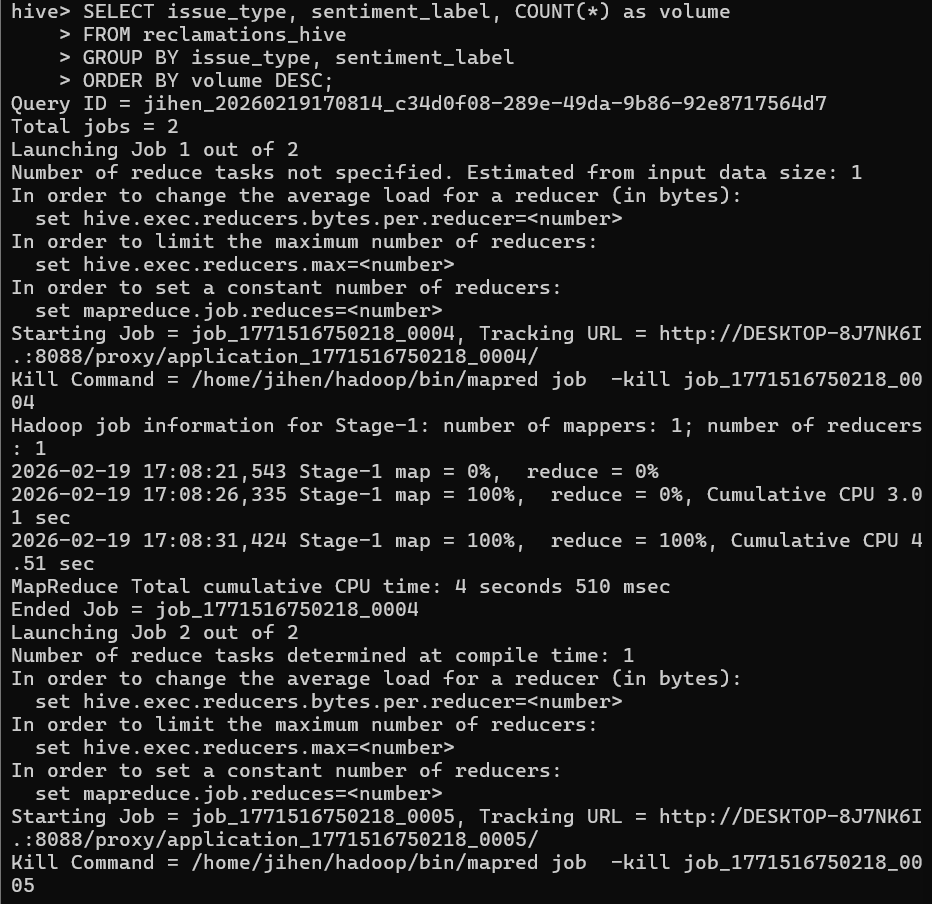 hive> SELECT issue_type, sentiment_label, COUNT(*) as volume
    > FROM reclamations_hive
    > GROUP BY issue_type, sentiment_label
    > ORDER BY volume DESC;
Query ID = jihen_20260219170814_c34d0f08-289e-49da-9b86-92e8717564d7
Total jobs = 2
Launching Job 1 out of 2
Number of reduce tasks not specified. Estimated from input data size: 1
In order to change the average load for a reducer (in bytes):
  set hive.exec.reducers.bytes.per.reducer=<number>
In order to limit the maximum number of reducers:
  set hive.exec.reducers.max=<number>
In order to set a constant number of reducers:
  set mapreduce.job.reduces=<number>
Starting Job = job_1771516750218_0004, Tracking URL = http://DESKTOP-8J7NK6I
.:8088/proxy/application_1771516750218_0004/
Kill Command = /home/jihen/hadoop/bin/mapred job  -kill job_1771516750218_00
04
Hadoop job information for Stage-1: number of mappers: 1; number of reducers
: 1
2026-02-19 17:08:21,543 Stage-1 map = 0%,  reduce = 0%
2026-02-19 17:08:26,335 Stage-1 map = 100%,  reduce = 0%, Cumulative CPU 3.0
1 sec
2026-02-19 17:08:31,424 Stage-1 map = 100%,  reduce = 100%, Cumulative CPU 4
.51 sec
MapReduce Total cumulative CPU time: 4 seconds 510 msec
Ended Job = job_1771516750218_0004
Launching Job 2 out of 2
Number of reduce tasks determined at compile time: 1
In order to change the average load for a reducer (in bytes):
  set hive.exec.reducers.bytes.per.reducer=<number>
In order to limit the maximum number of reducers:
  set hive.exec.reducers.max=<number>
In order to set a constant number of reducers:
  set mapreduce.job.reduces=<number>
Starting Job = job_1771516750218_0005, Tracking URL = http://DESKTOP-8J7NK6I
.:8088/proxy/application_1771516750218_0005/
Kill Command = /home/jihen/hadoop/bin/mapred job  -kill job_1771516750218_00
05